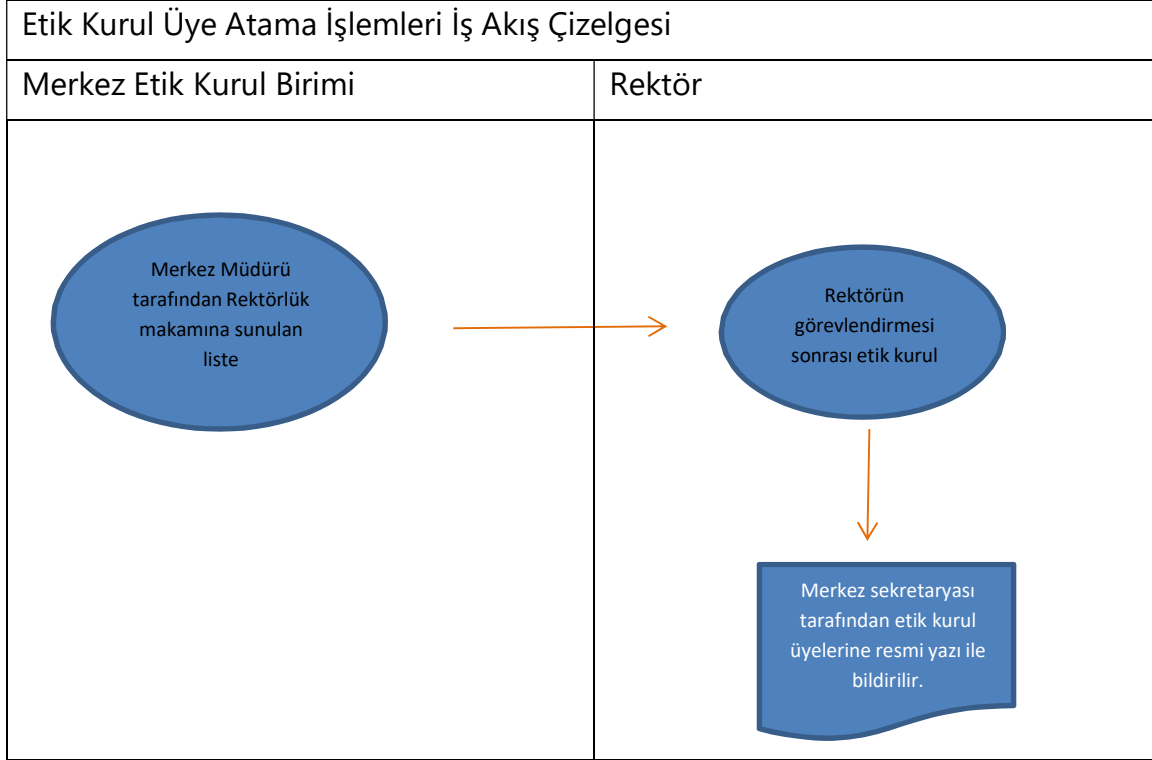 Etik Kurul Üye Atama İşlemleri İş Akış Çizelgesi
Merkez Etik Kurul Birimi
Rektör
Merkez Müdürü
tarafından Rektörlük
makamına sunulan
liste
Rektörün
görevlendirmesi
sonrası etik kurul
Merkez sekretaryası
tarafından etik kurul
üyelerine resmi yazı ile
bildirilir.